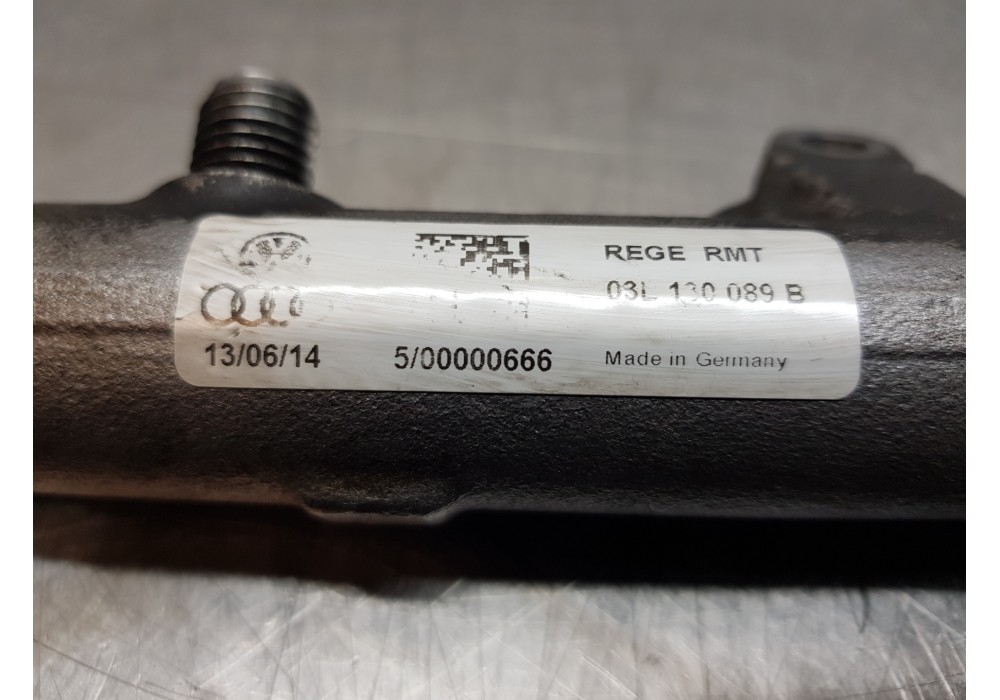 REGE RMT
03L 130 089 B
13/06/14 5/00000666 Made in Germany